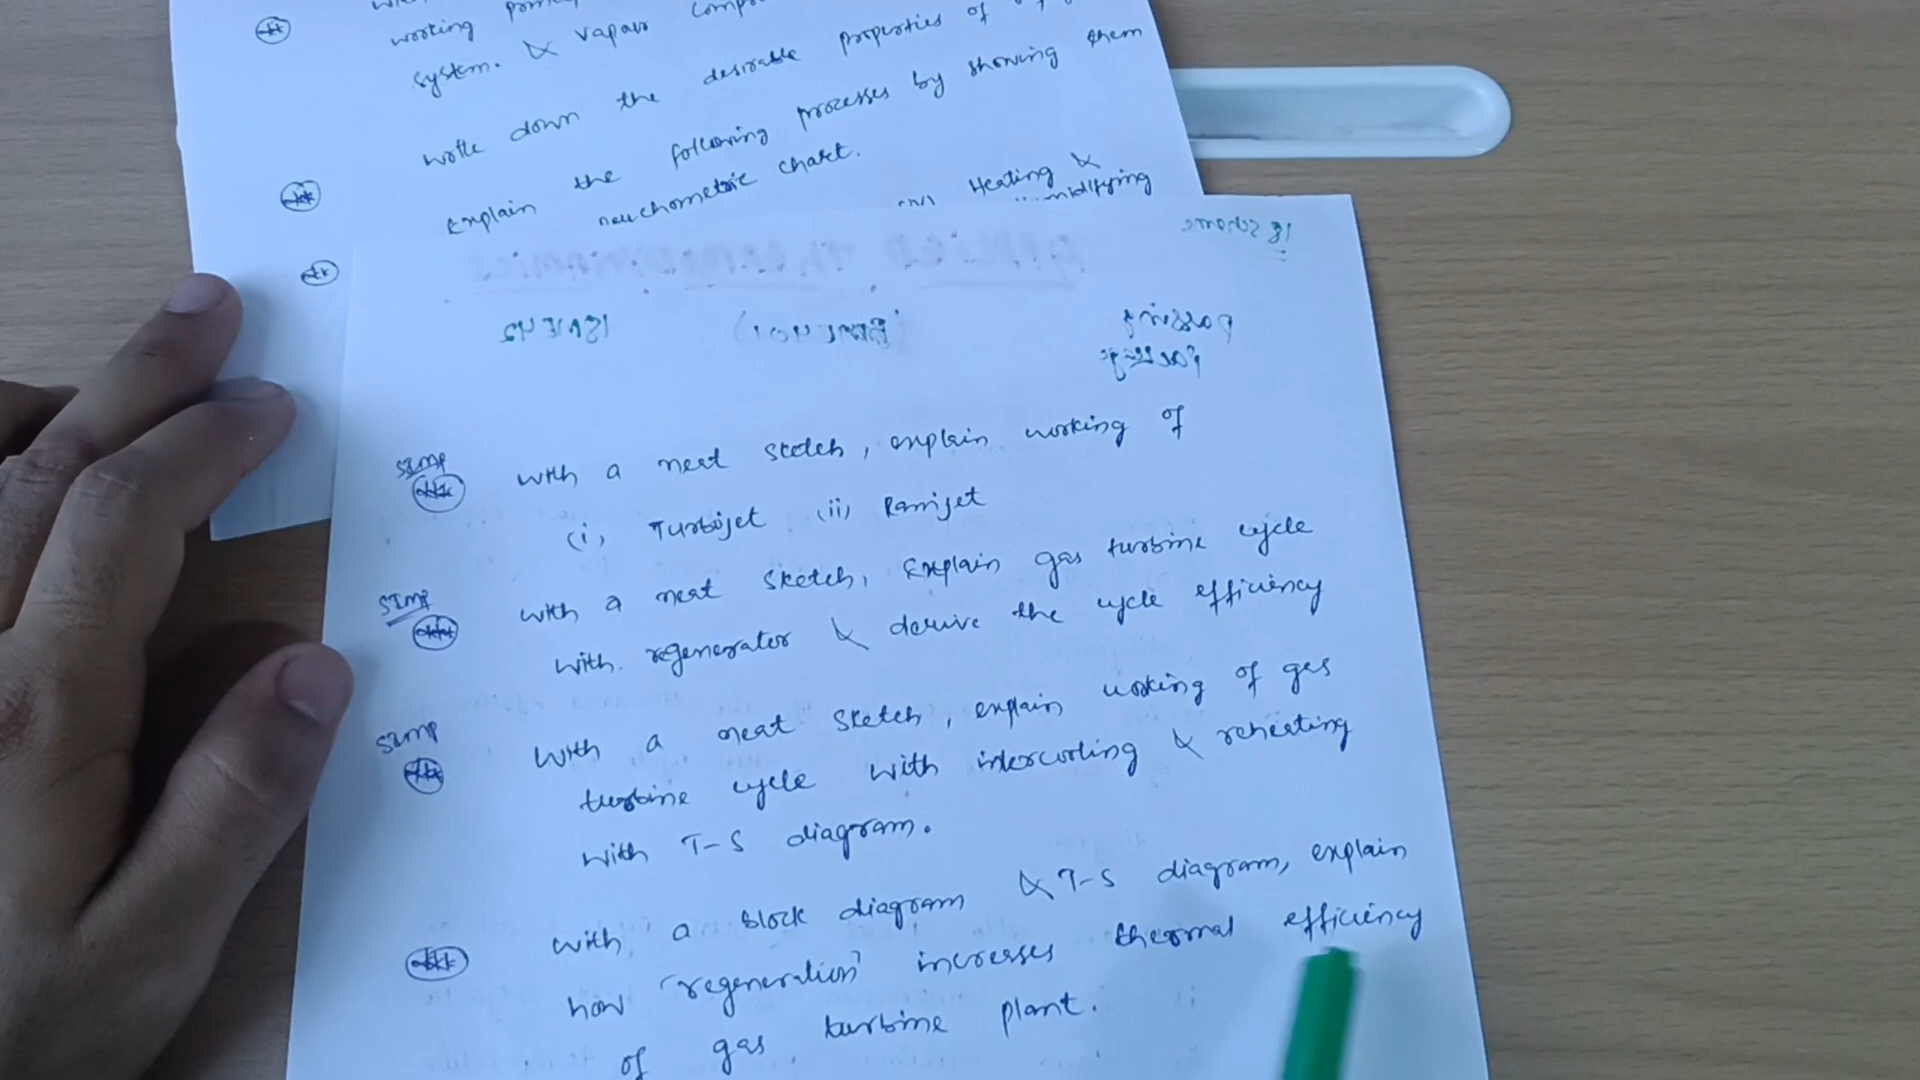 working
system. & vapour
write down the desirable properties of
Explain the following processes by showing them
chart.
Heating &
SIMP
with a neat sketch, explain working of
(i) Turbojet (ii) Ramjet
SIMP
with a neat sketch, Explain gas turbine cycle
with regenerator & derive the cycle efficiency
SIMP
with a neat sketch, explain working of gas
turbine cycle with intercooling & reheating
with T-S diagram.
with a block diagram & T-S diagram, explain
how 'regeneration' increases thermal efficiency
of gas turbine plant.